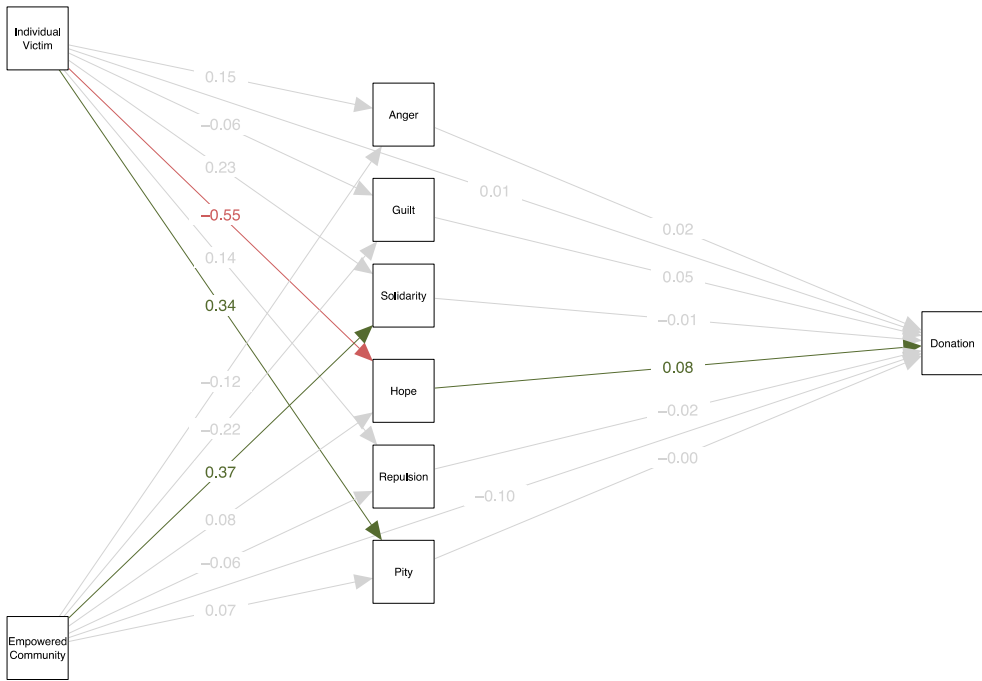 Individual
Victim
0.15
Anger
−0.06
0.23
0.01
Guilt
−0.55
0.02
0.14
0.05
Solidarity
0.34
−0.01
Donation
−0.12
Hope
0.08
−0.22
−0.02
0.37
Repulsion
−0.00
−0.10
0.08
−0.06
Pity
0.07
Empowered
Community